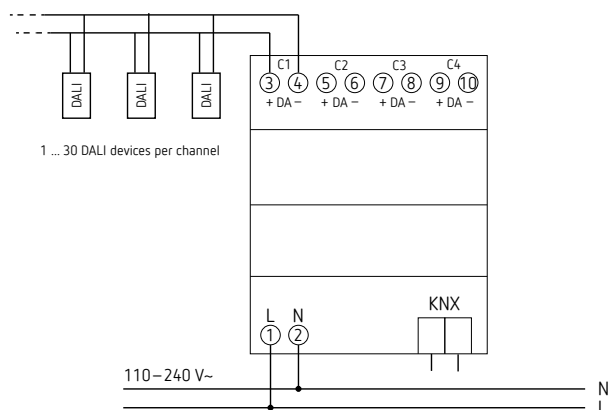 C1 C2 C3 C4
3 4 5 6 7 8 9 10
+ DA – + DA – + DA – + DA –
DALI DALI DALI
1 ... 30 DALI devices per channel
L N KNX
1 2
110–240 V~
N
L